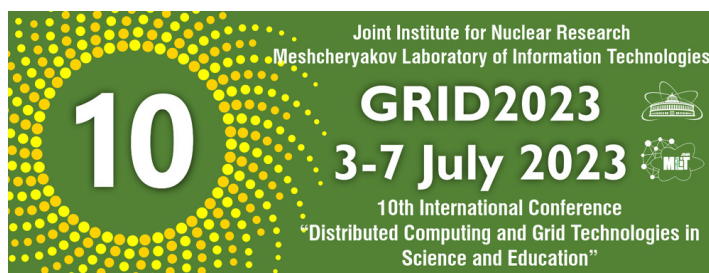 10
Joint Institute for Nuclear Research
Meshcheryakov Laboratory of Information Technologies
GRID2023
3-7 July 2023
MLIT
10th International Conference
“Distributed Computing and Grid Technologies in
Science and Education”